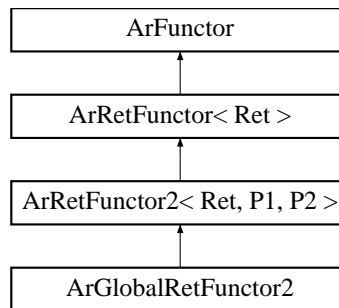 ArFunctor
ArRetFunctor< Ret >
ArRetFunctor2< Ret, P1, P2 >
ArGlobalRetFunctor2